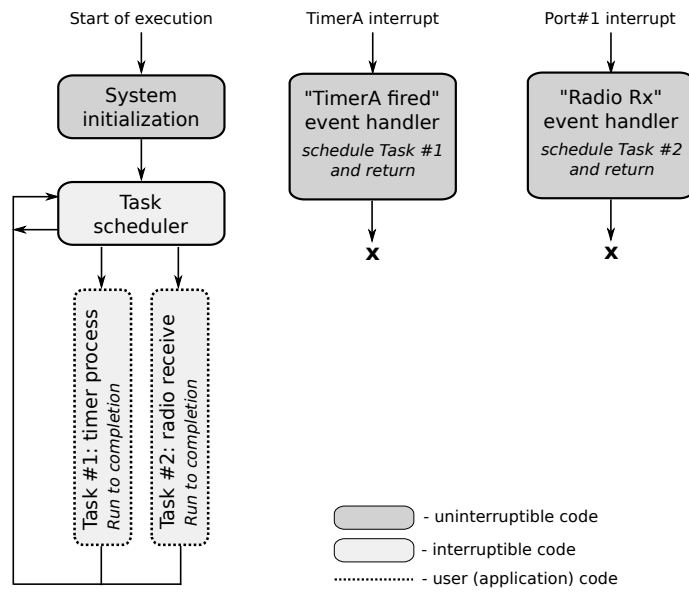 Start of execution
TimerA interrupt
Port#1 interrupt
System
initialization
"TimerA fired"
event handler
schedule Task #1
and return
"Radio Rx"
event handler
schedule Task #2
and return
Task
scheduler
x
x
Task #1: timer process
Run to completion
Task #2: radio receive
Run to completion
- uninterruptible code
- interruptible code
- user (application) code